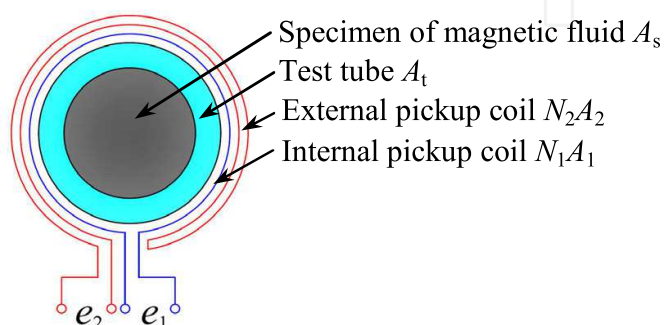 Specimen of magnetic fluid Aₛ
Test tube Aₜ
External pickup coil N₂A₂
Internal pickup coil N₁A₁
e₂ e₁